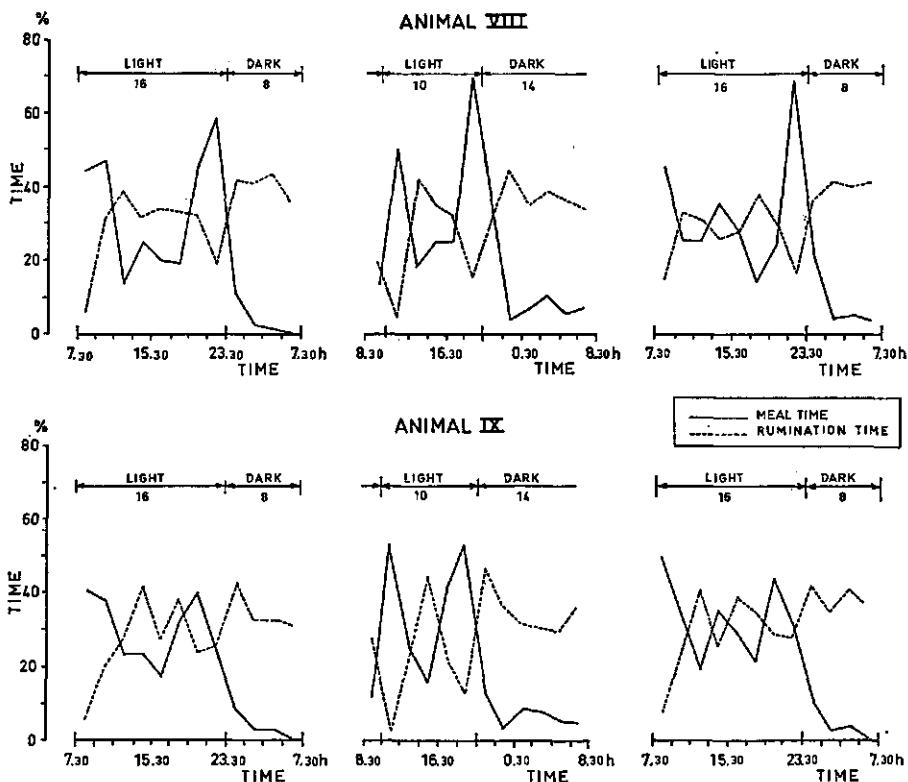 ANIMAL VIII
%
80
60
40
20
0
TIME
LIGHT DARK
16 8
LIGHT DARK
10 14
LIGHT DARK
16 8
7.30 15.30 23.30 7.30h
TIME
8.30 16.30 0.30 8.30h
TIME
7.30 15.30 23.30 7.30h
TIME
MEAL TIME
RUMINATION TIME
ANIMAL IX
%
80
60
40
20
0
TIME
LIGHT DARK
16 8
LIGHT DARK
10 14
LIGHT DARK
16 8
7.30 15.30 23.30 7.30h
TIME
8.30 16.30 0.30 8.30h
TIME
7.30 15.30 23.30 7.30h
TIME